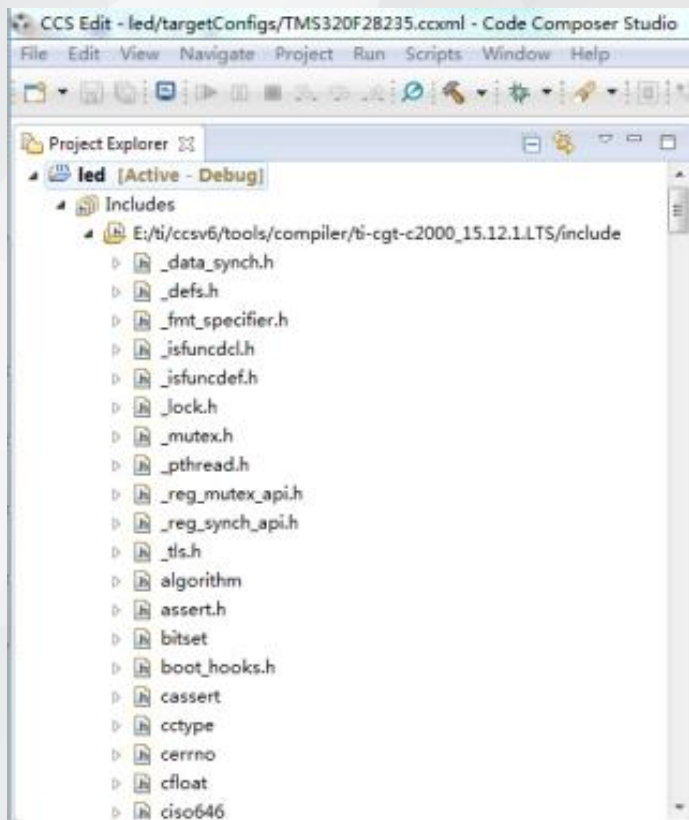 CCS Edit - led/targetConfigs/TMS320F28235.ccxml - Code Composer Studio
File Edit View Navigate Project Run Scripts Window Help
Project Explorer
led [Active - Debug]
Includes
E:/ti/ccsv6/tools/compiler/ti-cgt-c2000_15.12.1.LTS/include
_data_synch.h
_defs.h
_fmt_specifier.h
_isfuncdcl.h
_isfuncdef.h
_lock.h
_mutex.h
_pthread.h
_reg_mutex_api.h
_reg_synch_api.h
_tls.h
algorithm
assert.h
bitset
boot_hooks.h
cassert
cctype
cerrno
cfloat
ciso646